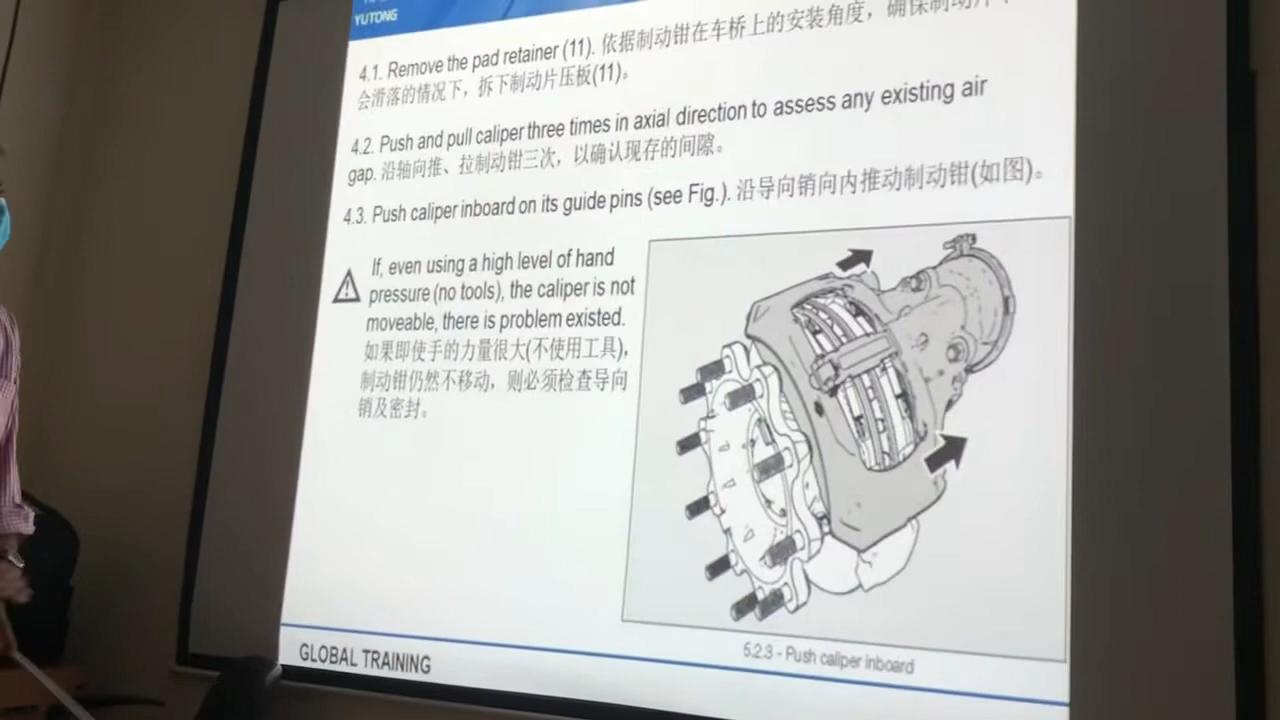 YUTONG
4.1. Remove the pad retainer (11). 依据制动钳在车桥上的安装角度，确保制动片不
会滑落的情况下，拆下制动片压板(11)。
4.2. Push and pull caliper three times in axial direction to assess any existing air
gap. 沿轴向推、拉制动钳三次，以确认现存的间隙。
4.3. Push caliper inboard on its guide pins (see Fig.). 沿导向销向内推动制动钳(如图)。
If, even using a high level of hand
pressure (no tools), the caliper is not
moveable, there is problem existed.
如果即使手的力量很大(不使用工具)，
制动钳仍然不移动，则必须检查导向
销及密封。
5.2.3 - Push caliper inboard
GLOBAL TRAINING